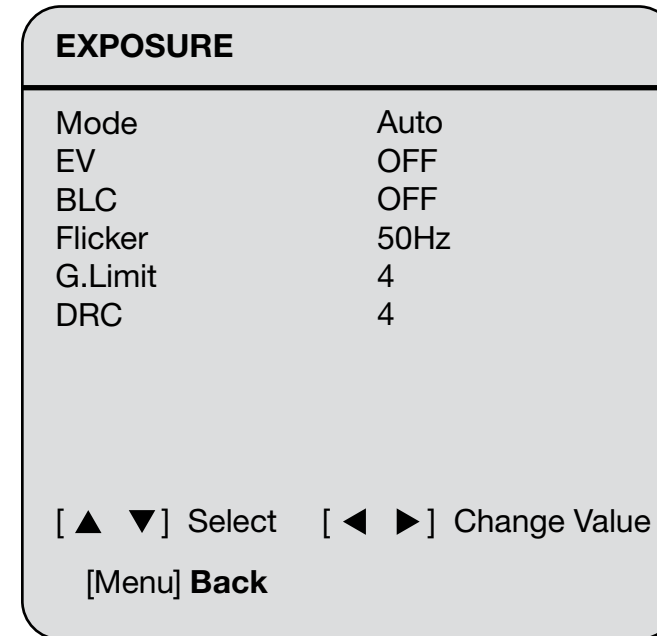 EXPOSURE
Mode Auto
EV OFF
BLC OFF
Flicker 50Hz
G.Limit 4
DRC 4
[ ▲ ▼ ] Select [ ◀ ▶ ] Change Value
[Menu] Back